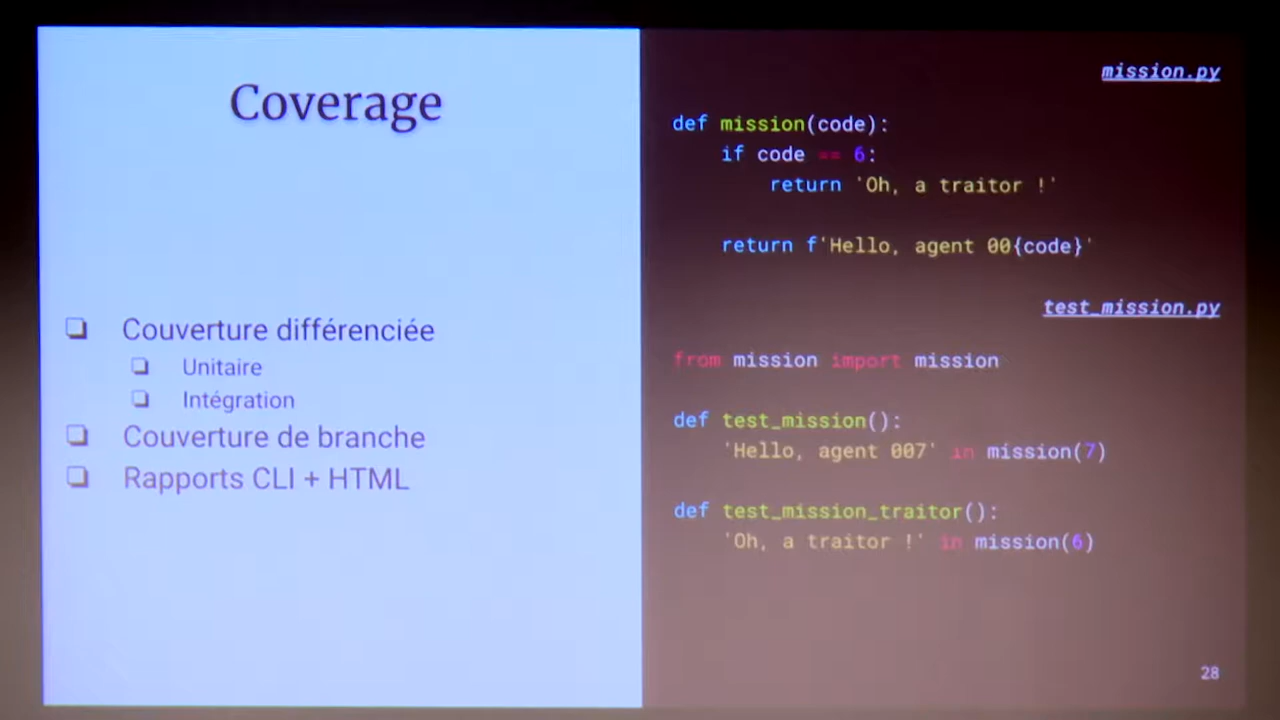 Coverage
Couverture différenciée
Unitaire
Intégration
Couverture de branche
Rapports CLI + HTML
mission.py
def mission(code):
if code == 6:
return 'Oh, a traitor !'
return f'Hello, agent 00{code}'
test_mission.py
from mission import mission
def test_mission():
'Hello, agent 007' in mission(7)
def test_mission_traitor():
'Oh, a traitor !' in mission(6)
28